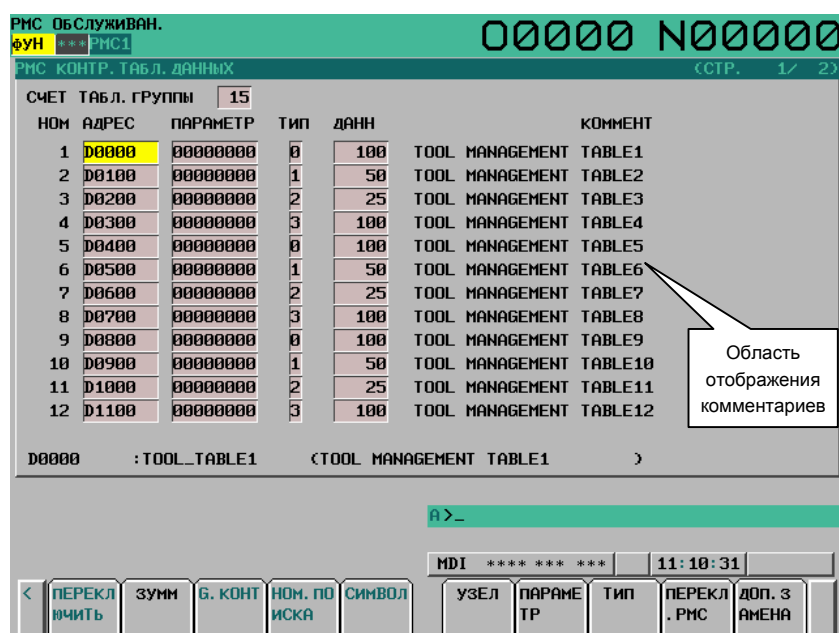 РМС ОБСЛУЖИВАН.
ФУН *** РМС1 O0000 N00000
РМС КОНТР. ТАБЛ. ДАННЫХ (СТР. 1/ 2)
СЧЕТ ТАБЛ. ГРУППЫ 15
НОМ АДРЕС ПАРАМЕТР ТИП ДАНН КОММЕНТ
1 D0000 00000000 0 100 TOOL MANAGEMENT TABLE1
2 D0100 00000000 1 50 TOOL MANAGEMENT TABLE2
3 D0200 00000000 2 25 TOOL MANAGEMENT TABLE3
4 D0300 00000000 3 100 TOOL MANAGEMENT TABLE4
5 D0400 00000000 0 100 TOOL MANAGEMENT TABLE5
6 D0500 00000000 1 50 TOOL MANAGEMENT TABLE6
7 D0600 00000000 2 25 TOOL MANAGEMENT TABLE7
8 D0700 00000000 3 100 TOOL MANAGEMENT TABLE8
9 D0800 00000000 0 100 TOOL MANAGEMENT TABLE9
10 D0900 00000000 1 50 TOOL MANAGEMENT TABLE10
11 D1000 00000000 2 25 TOOL MANAGEMENT TABLE11
12 D1100 00000000 3 100 TOOL MANAGEMENT TABLE12
Область
отображения
комментариев
D0000 :TOOL_TABLE1 (TOOL MANAGEMENT TABLE1 )
A>_
MDI **** *** *** 11:10:31
< ПЕРЕКЛ ЗУММ G. КОНТ НОМ. ПО СИМВОЛ УЗЕЛ ПАРАМЕ ТИП ПЕРЕКЛ ДОП. З
ЮЧИТЬ ИСКА ТР . РМС АМЕНА